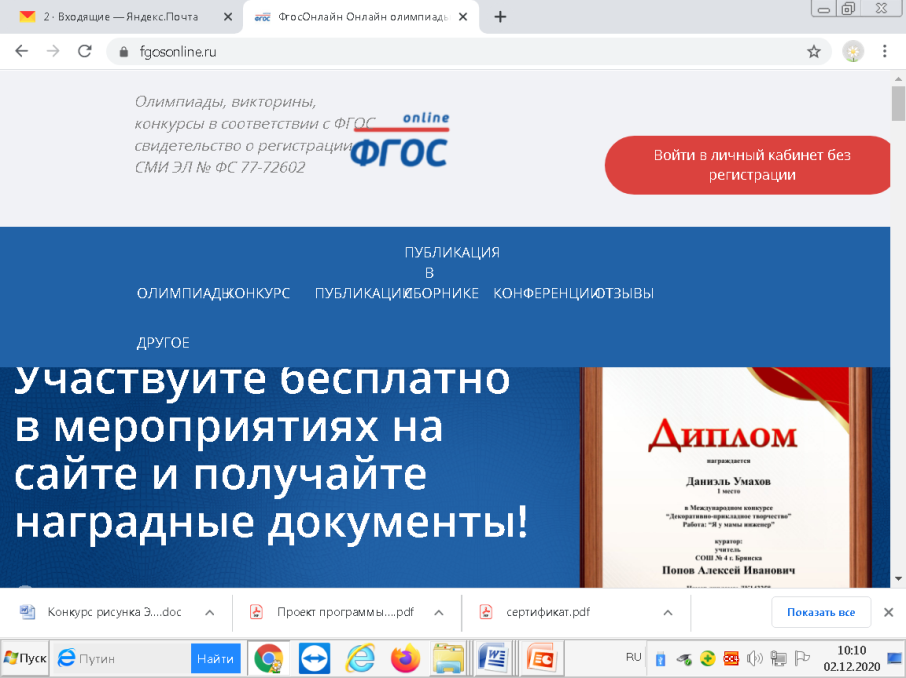 2 · Входящие — Яндекс.Почта
ФгосОнлайн Онлайн олимпиады
fgosonline.ru
Олимпиады, викторины,
конкурсы в соответствии с ФГОС
свидетельство о регистрации
СМИ ЭЛ № ФС 77-72602
online
ФГОС
Войти в личный кабинет без
регистрации
ПУБЛИКАЦИЯ
В
ОЛИМПИАДЫ КОНКУРС ПУБЛИКАЦИИ СБОРНИКЕ КОНФЕРЕНЦИИ ОТЗЫВЫ
ДРУГОЕ
Участвуйте бесплатно
в мероприятиях на
сайте и получайте
наградные документы!
Диплом
награждается
Даниэль Умахов
1 место
в Международном конкурсе
"Декоративно-прикладное творчество"
Работа: "Я у мамы инженер"
куратор:
учитель
СОШ № 4 г. Брянска
Попов Алексей Иванович
Конкурс рисунка Э....doc
Проект программы....pdf
сертификат.pdf
Показать все
Пуск
Путин
Найти
RU
10:10
02.12.2020